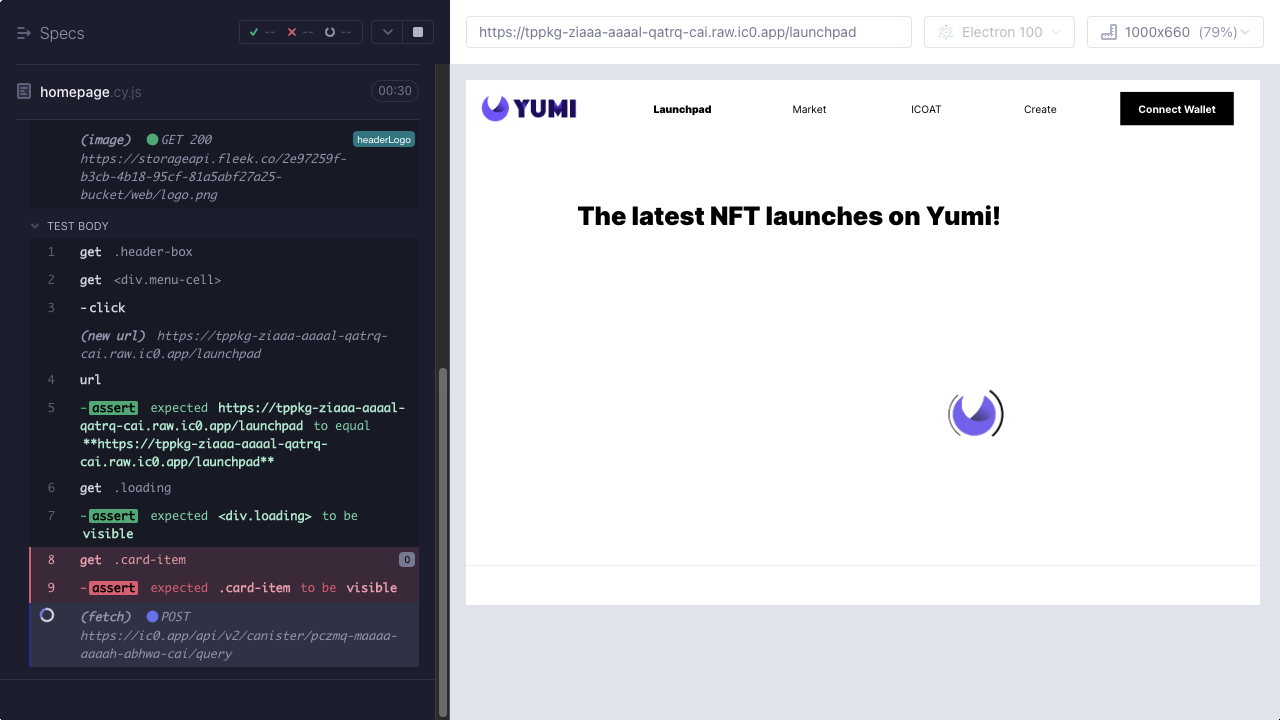 Specs
--
--
--
https://tppkg-ziaaa-aaaal-qatrq-cai.raw.ic0.app/launchpad
Electron 100
1000x660 (79%)
homepage.cy.js
00:30
(image) GET 200
headerLogo
https://storageapi.fleek.co/2e97259f-
b3cb-4b18-95cf-81a5abf27a25-
bucket/web/logo.png
TEST BODY
1 get .header-box
2 get <div.menu-cell>
3 -click
(new url) https://tppkg-ziaaa-aaaal-qatrq-
cai.raw.ic0.app/launchpad
4 url
5 -assert expected https://tppkg-ziaaa-aaaal-
qatrq-cai.raw.ic0.app/launchpad to equal
**https://tppkg-ziaaa-aaaal-qatrq-
cai.raw.ic0.app/launchpad**
6 get .loading
7 -assert expected <div.loading> to be
visible
8 get .card-item 0
9 -assert expected .card-item to be visible
(fetch) POST
https://ic0.app/api/v2/canister/pczmq-maaaa-
aaaah-abhwa-cai/query
YUMI
Launchpad
Market
ICOAT
Create
Connect Wallet
The latest NFT launches on Yumi!